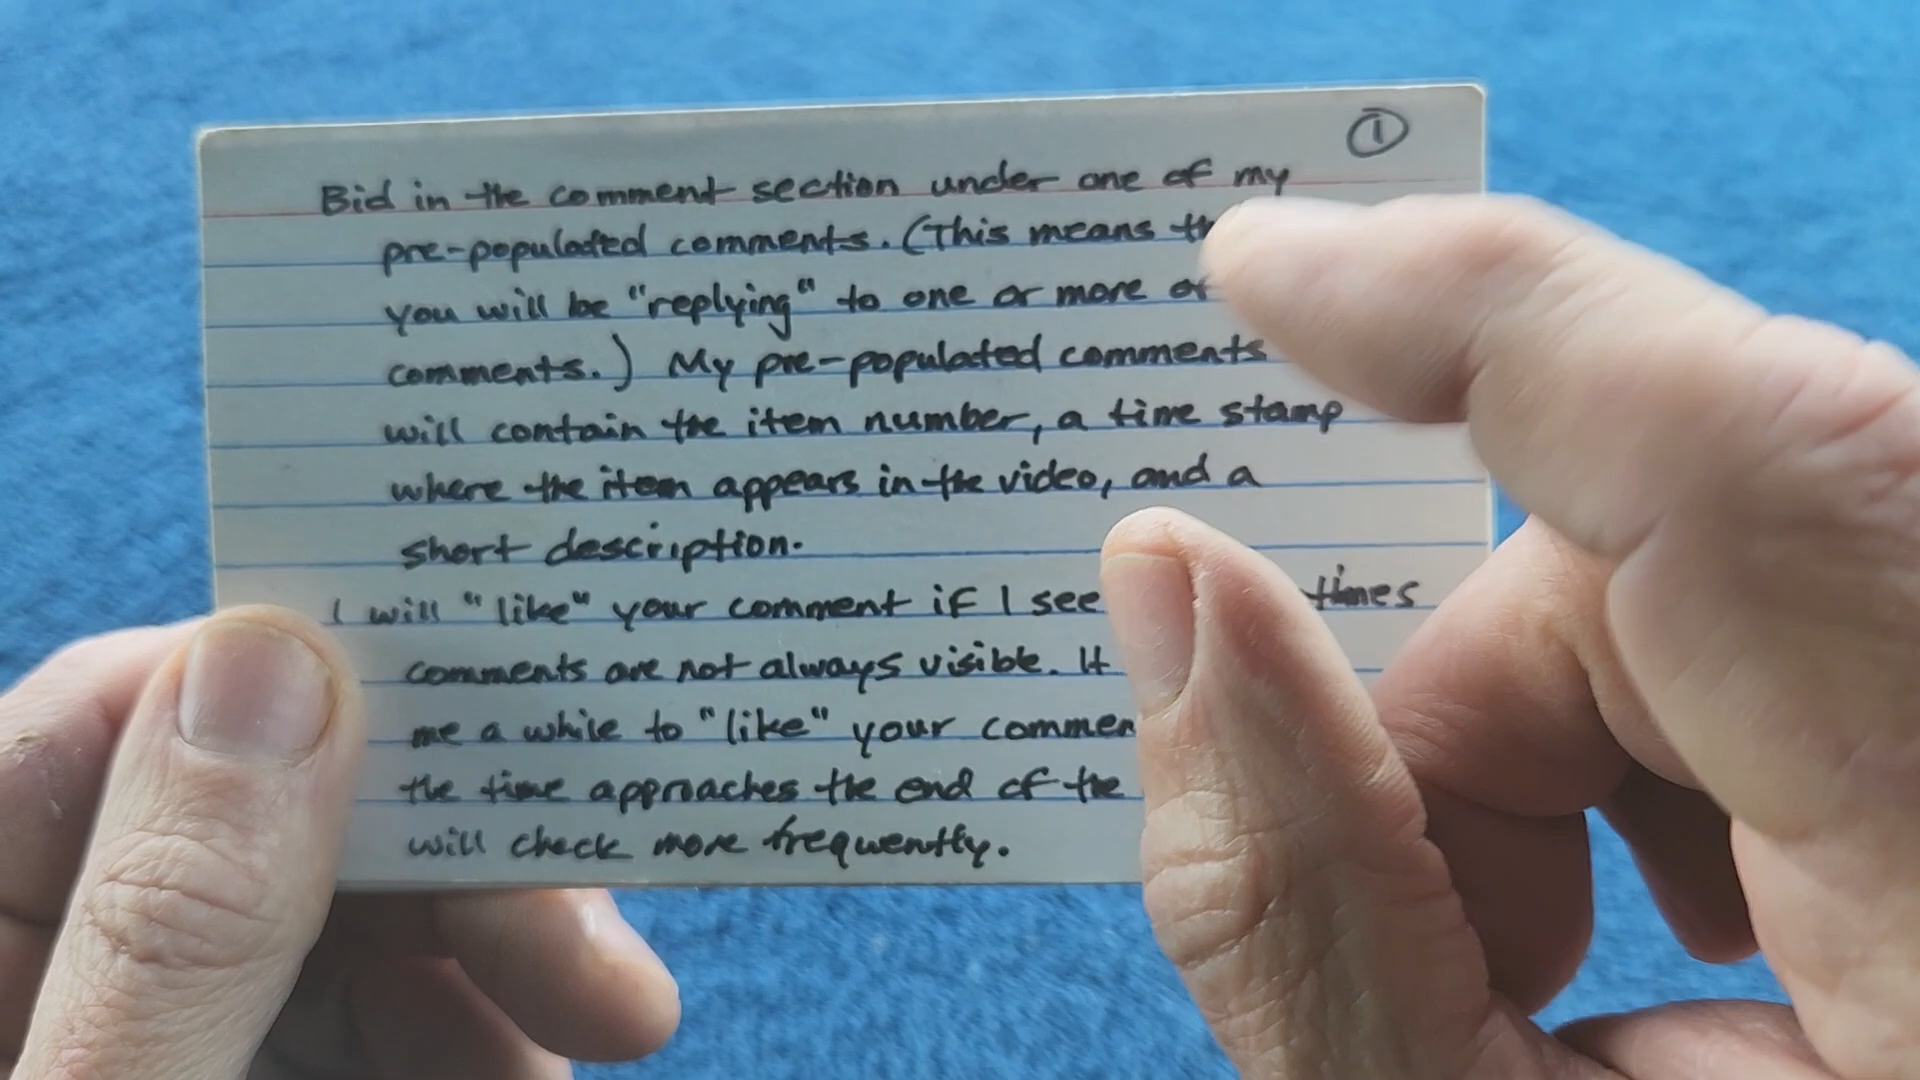 1
Bid in the comment section under one of my
pre-populated comments. (This means
you will be "replying" to one or more
comments.) My pre-populated comments
will contain the item number, a time stamp
where the item appears in the video, and a
short description.
I will "like" your comment if I see times
comments are not always visible. It
me a while to "like" your
the time approaches the end of the
will check more frequently.